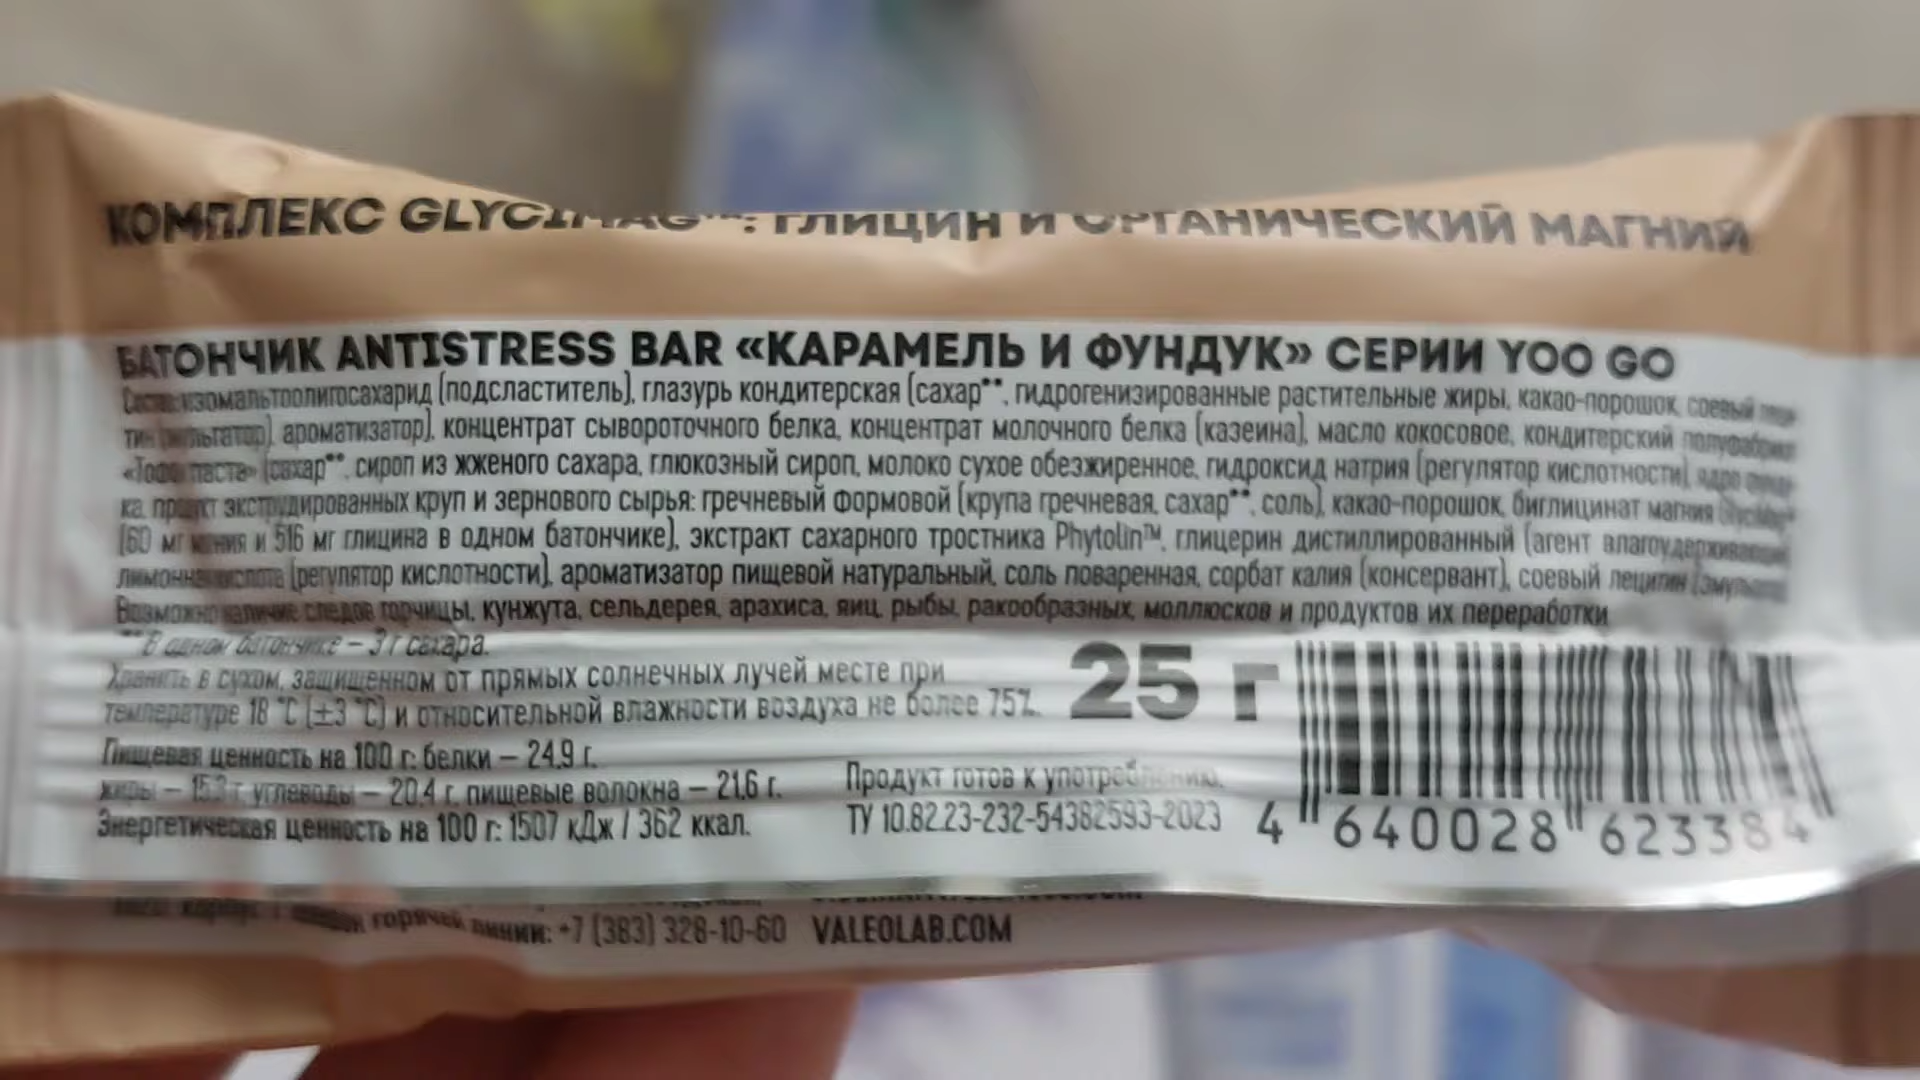 КОМПЛЕКС GLYCIMAG™: ГЛИЦИН И ОРГАНИЧЕСКИЙ МАГНИЙ
БАТОНЧИК ANTISTRESS BAR «КАРАМЕЛЬ И ФУНДУК» СЕРИИ YOO GO
Состав: изомальтоолигосахарид (подсластитель), глазурь кондитерская (сахар**, гидрогенизированные растительные жиры, какао-порошок, соевый
ароматизатор), концентрат сывороточного белка, концентрат молочного белка (казеина), масло кокосовое, кондитерский полуфабрикат
паста» (сахар**, сироп из жженого сахара, глюкозный сироп, молоко сухое обезжиренное, гидроксид натрия (регулятор кислотности), ядро
ка, продукт экструдированных круп и зернового сырья: гречневый формовой (крупа гречневая, сахар**, соль), какао-порошок, биглицинат магния
(60 мг магния и 516 мг глицина в одном батончике), экстракт сахарного тростника Phytolin™, глицерин дистиллированный (агент влагоудерживающий
лимонная кислота (регулятор кислотности), ароматизатор пищевой натуральный, соль поваренная, сорбат калия (консервант), соевый лецитин
Возможно наличие следов горчицы, кунжута, сельдерея, арахиса, яиц, рыбы, ракообразных, моллюсков и продуктов их переработки
**В одном батончике – 3 г сахара.
Хранить в сухом, защищенном от прямых солнечных лучей месте при
температуре 18 °C (±3 °C) и относительной влажности воздуха не более 75%.
25 г
Пищевая ценность на 100 г: белки – 24,9 г,
жиры – 15,3 г, углеводы – 20,4 г, пищевые волокна – 21,6 г.
Энергетическая ценность на 100 г: 1507 кДж / 362 ккал.
Продукт готов к употреблению.
ТУ 10.82.23-232-54382593-2023
4 640028 623384
горячей линии: +7 (383) 328-10-60 VALEOLAB.COM